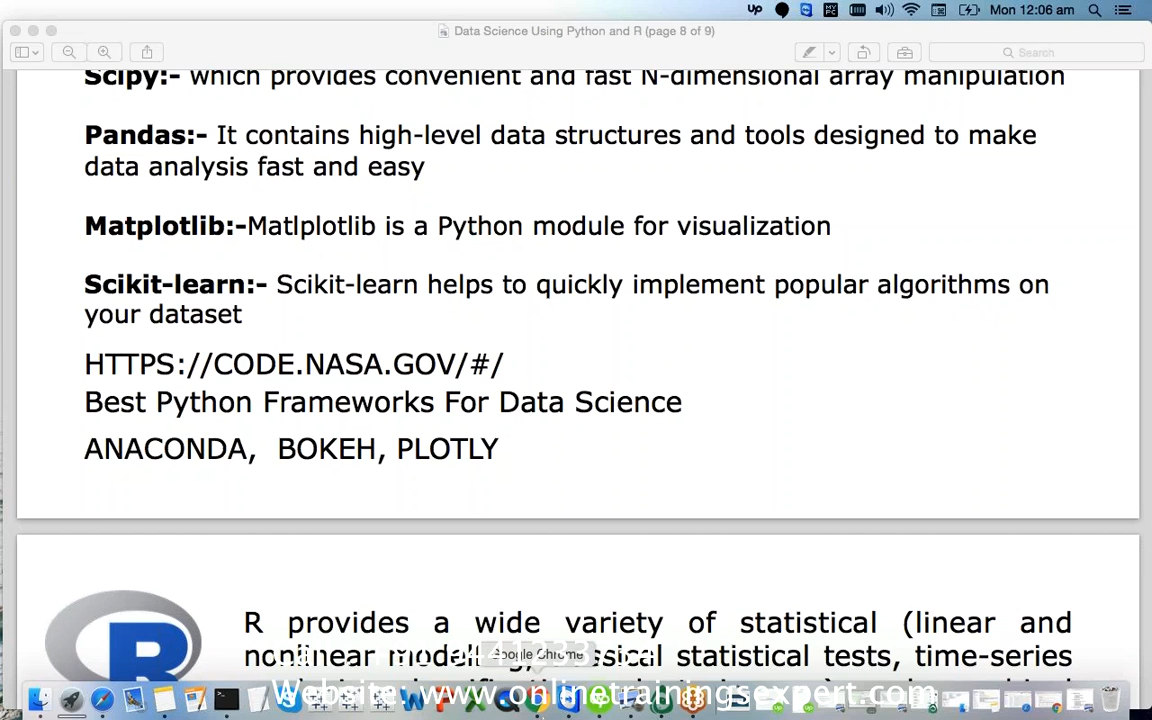 UP
MY
PC
Mon 12:06 am
Data Science Using Python and R (page 8 of 9)
Search
Scipy:- which provides convenient and fast N-dimensional array manipulation
Pandas:- It contains high-level data structures and tools designed to make
data analysis fast and easy
Matplotlib:-Matlplotlib is a Python module for visualization
Scikit-learn:- Scikit-learn helps to quickly implement popular algorithms on
your dataset
HTTPS://CODE.NASA.GOV/#/
Best Python Frameworks For Data Science
ANACONDA, BOKEH, PLOTLY
R provides a wide variety of statistical (linear and
statistical tests, time-series
Google Chrome
Website: www.onlinetrainingsexpert.com